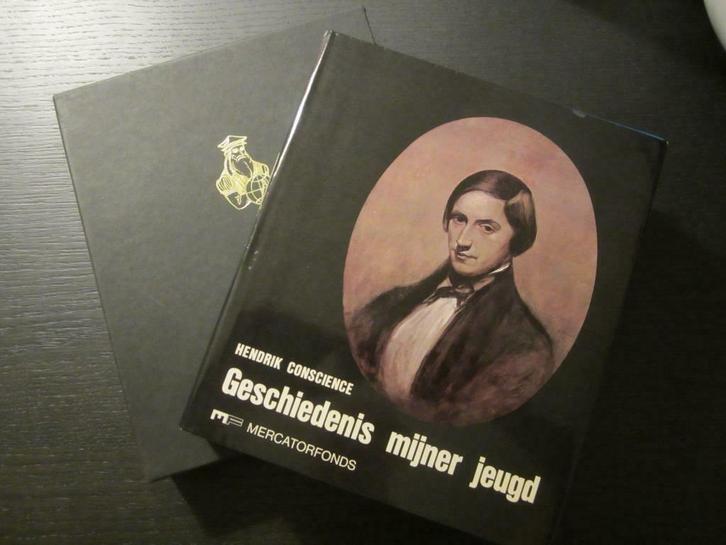 HENDRIK CONSCIENCE
Geschiedenis mijner jeugd
MERCATORFONDS